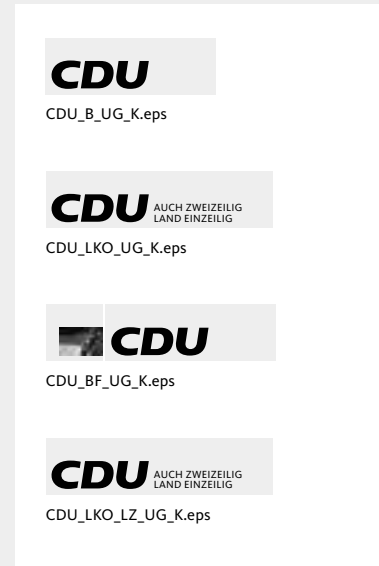 CDU
CDU_B_UG_K.eps
CDU AUCH ZWEIZEILIG
LAND EINZEILIG
CDU_LKO_UG_K.eps
CDU
CDU_BF_UG_K.eps
CDU AUCH ZWEIZEILIG
LAND EINZEILIG
CDU_LKO_LZ_UG_K.eps